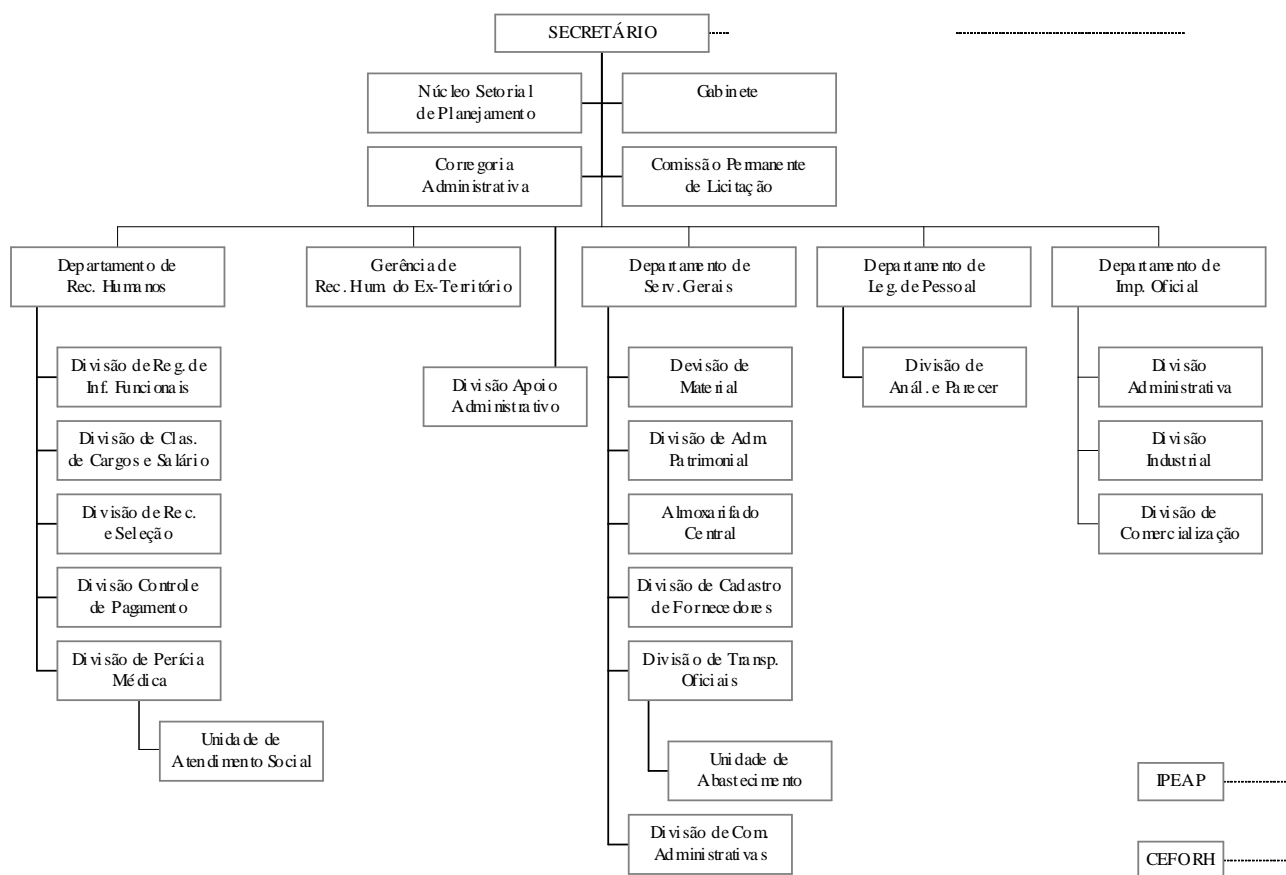 SECRETÁRIO
Núcleo Setorial
de Planejamento
Gabinete
Corregoria
Administrativa
Comissão Permanente
de Licitação
Departamento de
Rec. Humanos
Gerência de
Rec. Hum. do Ex-Território
Departamento de
Serv. Gerais
Departamento de
Leg. de Pessoal
Departamento de
Imp. Oficial
Divisão de Reg. de
Inf. Funcionais
Divisão de Clas.
de Cargos e Salário
Divisão de Rec.
e Seleção
Divisão Controle
de Pagamento
Divisão de Perícia
Médica
Unidade de
Atendimento Social
Divisão Apoio
Administrativo
Devisão de
Material
Divisão de Adm.
Patrimonial
Almoxarifado
Central
Divisão de Cadastro
de Fornecedores
Divisão de Transp.
Oficiais
Unidade de
Abastecimento
Divisão de Com.
Administrativas
Divisão de
Anál. e Parecer
Divisão
Administrativa
Divisão
Industrial
Divisão de
Comercialização
IPEAP
CEFORH